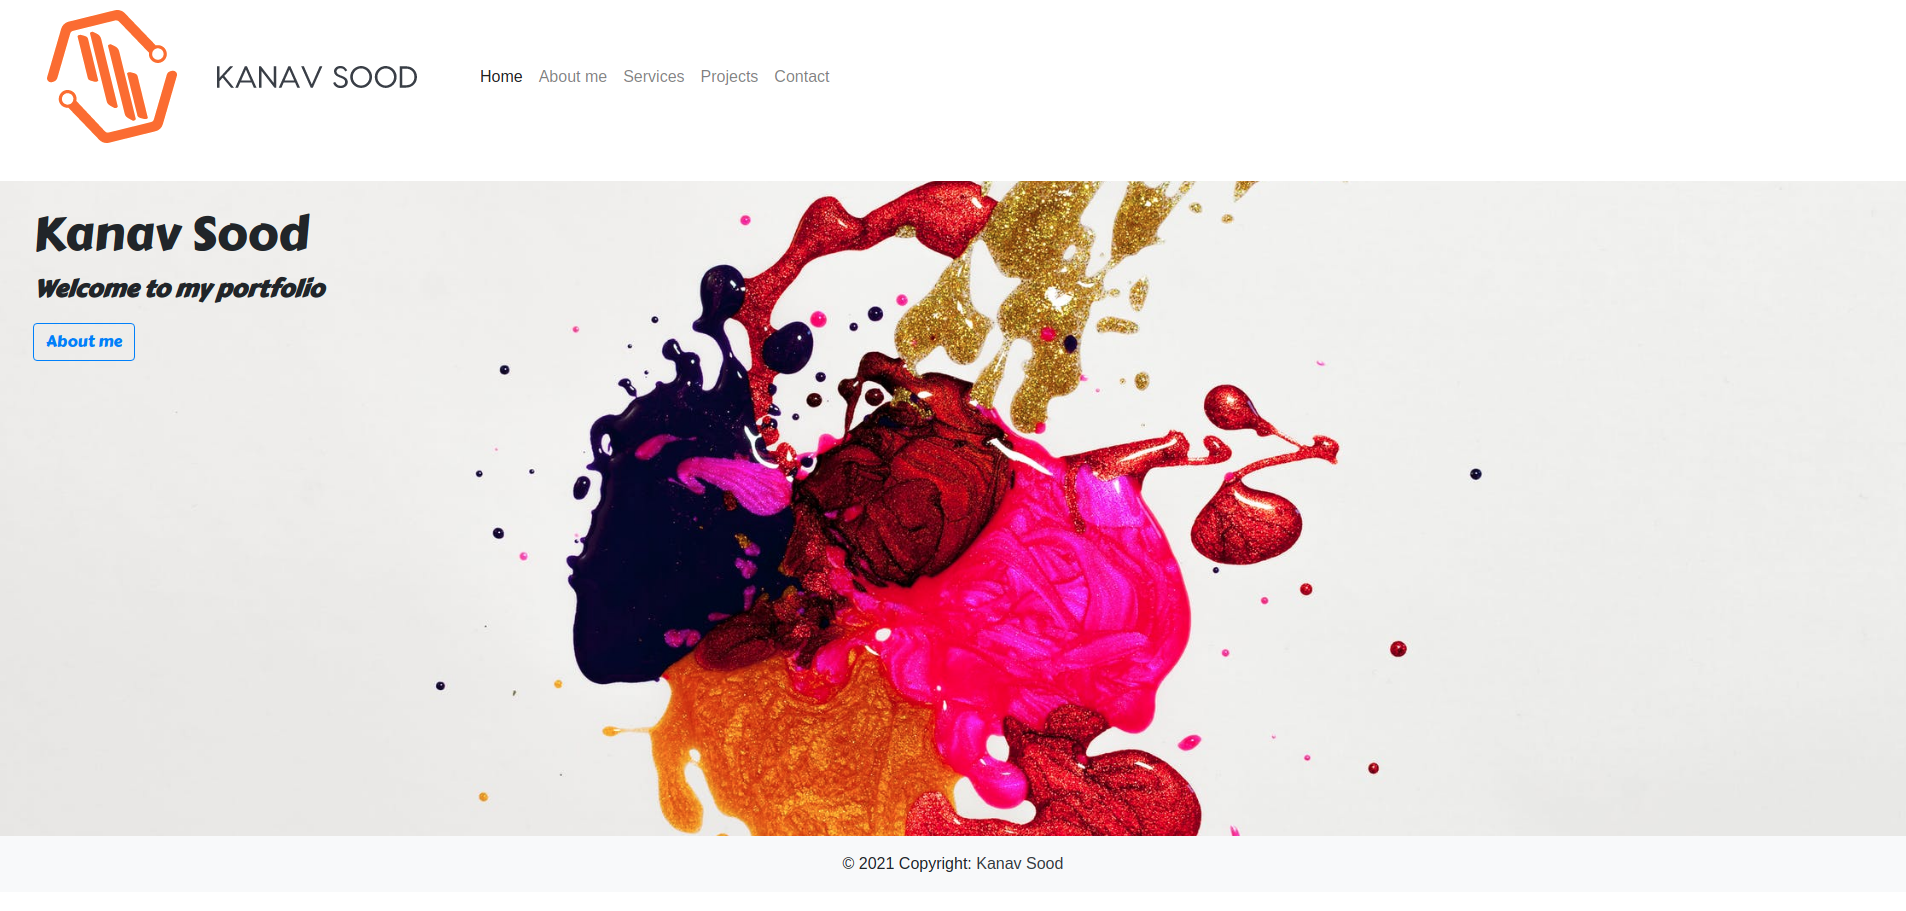 KANAV SOOD
Home About me Services Projects Contact
Kanav Sood
Welcome to my portfolio
About me
© 2021 Copyright: Kanav Sood